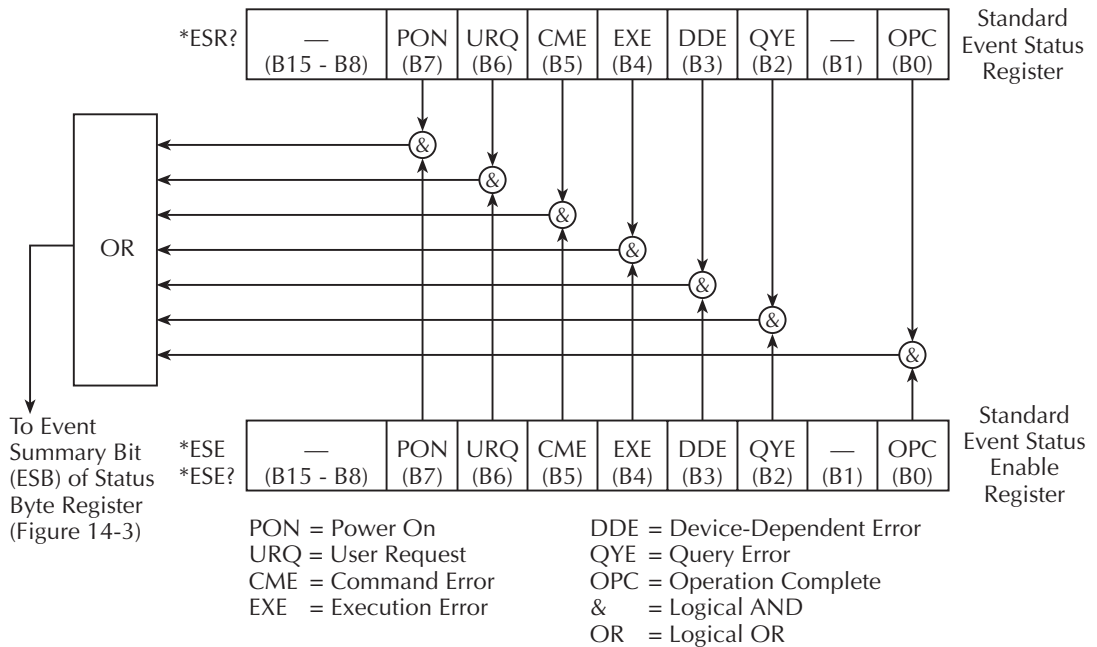 *ESR?
—
(B15 - B8)
PON
(B7)
URQ
(B6)
CME
(B5)
EXE
(B4)
DDE
(B3)
QYE
(B2)
—
(B1)
OPC
(B0)
Standard
Event Status
Register
&
&
&
&
&
&
&
OR
To Event
Summary Bit
(ESB) of Status
Byte Register
(Figure 14-3)
*ESE
*ESE?
—
(B15 - B8)
PON
(B7)
URQ
(B6)
CME
(B5)
EXE
(B4)
DDE
(B3)
QYE
(B2)
—
(B1)
OPC
(B0)
Standard
Event Status
Enable
Register
PON = Power On
URQ = User Request
CME = Command Error
EXE = Execution Error
DDE = Device-Dependent Error
QYE = Query Error
OPC = Operation Complete
& = Logical AND
OR = Logical OR